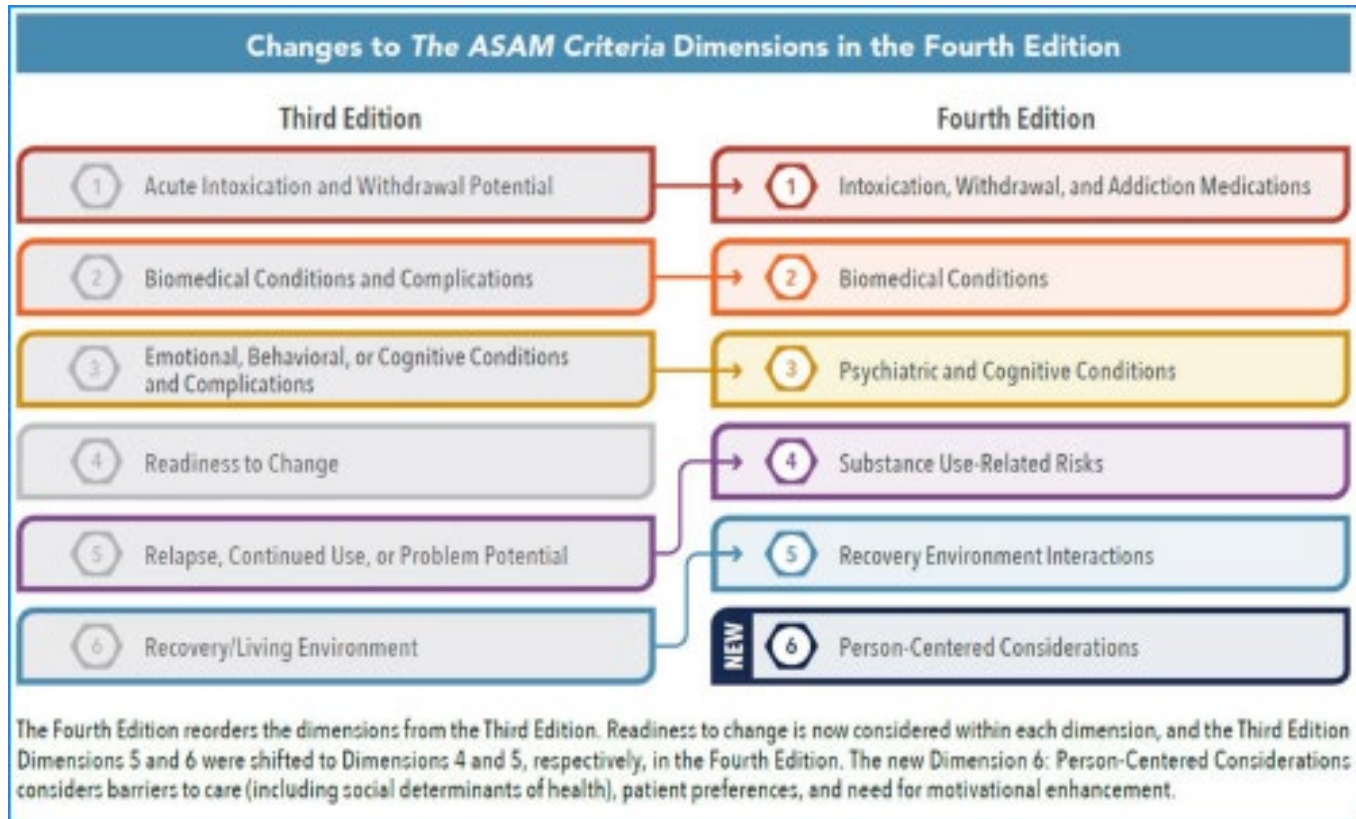 Changes to The ASAM Criteria Dimensions in the Fourth Edition
Third Edition
Fourth Edition
1 Acute Intoxication and Withdrawal Potential
1 Intoxication, Withdrawal, and Addiction Medications
2 Biomedical Conditions and Complications
2 Biomedical Conditions
3 Emotional, Behavioral, or Cognitive Conditions
and Complications
3 Psychiatric and Cognitive Conditions
4 Readiness to Change
4 Substance Use-Related Risks
5 Relapse, Continued Use, or Problem Potential
5 Recovery Environment Interactions
6 Recovery/Living Environment
NEW
6 Person-Centered Considerations
The Fourth Edition reorders the dimensions from the Third Edition. Readiness to change is now considered within each dimension, and the Third Edition
Dimensions 5 and 6 were shifted to Dimensions 4 and 5, respectively, in the Fourth Edition. The new Dimension 6: Person-Centered Considerations
considers barriers to care (including social determinants of health), patient preferences, and need for motivational enhancement.